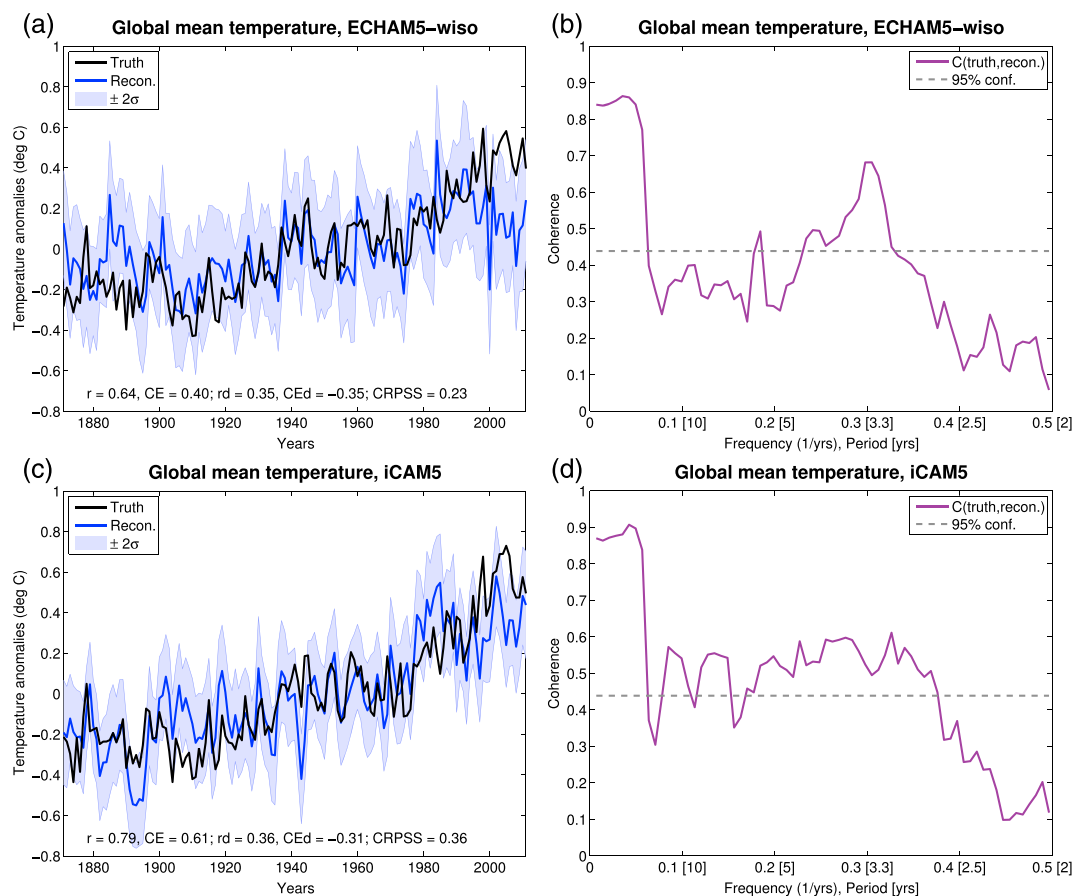 (a)
Global mean temperature, ECHAM5−wiso
Truth
Recon.
± 2σ
1
0.8
0.6
0.4
0.2
0
−0.2
−0.4
−0.6
−0.8
Temperature anomalies (deg C)
r = 0.64, CE = 0.40; rd = 0.35, CEd = −0.35; CRPSS = 0.23
1880 1900 1920 1940 1960 1980 2000
Years
(b)
Global mean temperature, ECHAM5−wiso
C(truth,recon.)
95% conf.
1
0.9
0.8
0.7
0.6
0.5
0.4
0.3
0.2
0.1
0
Coherence
0 0.1 [10] 0.2 [5] 0.3 [3.3] 0.4 [2.5] 0.5 [2]
Frequency (1/yrs), Period [yrs]
(c)
Global mean temperature, iCAM5
Truth
Recon.
± 2σ
1
0.8
0.6
0.4
0.2
0
−0.2
−0.4
−0.6
−0.8
Temperature anomalies (deg C)
r = 0.79, CE = 0.61; rd = 0.36, CEd = −0.31; CRPSS = 0.36
1880 1900 1920 1940 1960 1980 2000
Years
(d)
Global mean temperature, iCAM5
C(truth,recon.)
95% conf.
1
0.9
0.8
0.7
0.6
0.5
0.4
0.3
0.2
0.1
0
Coherence
0 0.1 [10] 0.2 [5] 0.3 [3.3] 0.4 [2.5] 0.5 [2]
Frequency (1/yrs), Period [yrs]